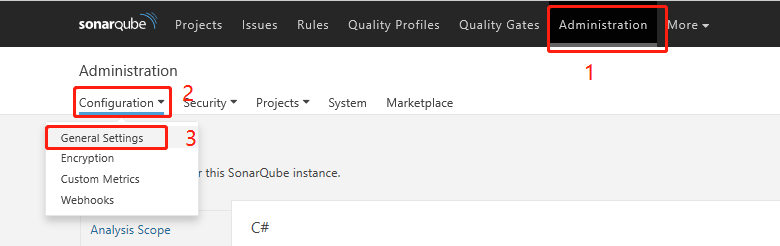 sonarqube Projects Issues Rules Quality Profiles Quality Gates Administration More
1
Administration
Configuration 2 Security Projects System Marketplace
General Settings 3
Encryption
r this SonarQube instance.
Custom Metrics
Webhooks
Analysis Scope C#